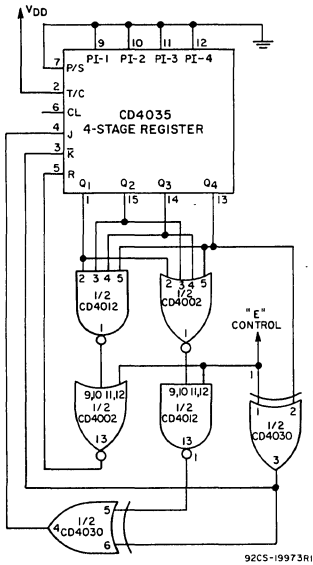 VDD
9 10 11 12
PI-1 PI-2 PI-3 PI-4
7 P/S
2 T/C
CD4035
6 CL
4-STAGE REGISTER
4 J
3 K
5 R
Q1 Q2 Q3 Q4
1 15 14 13
2 3 4 5
1/2
CD4012
1
2 3 4 5
1/2
CD4002
1
"E"
CONTROL
1
9,10 11,12
1/2
CD4002
13
9,10 11,12
1/2
CD4012
13
1
1 2
1/2
CD4030
3
4
1/2
CD4030
5
6
92CS-19973R1